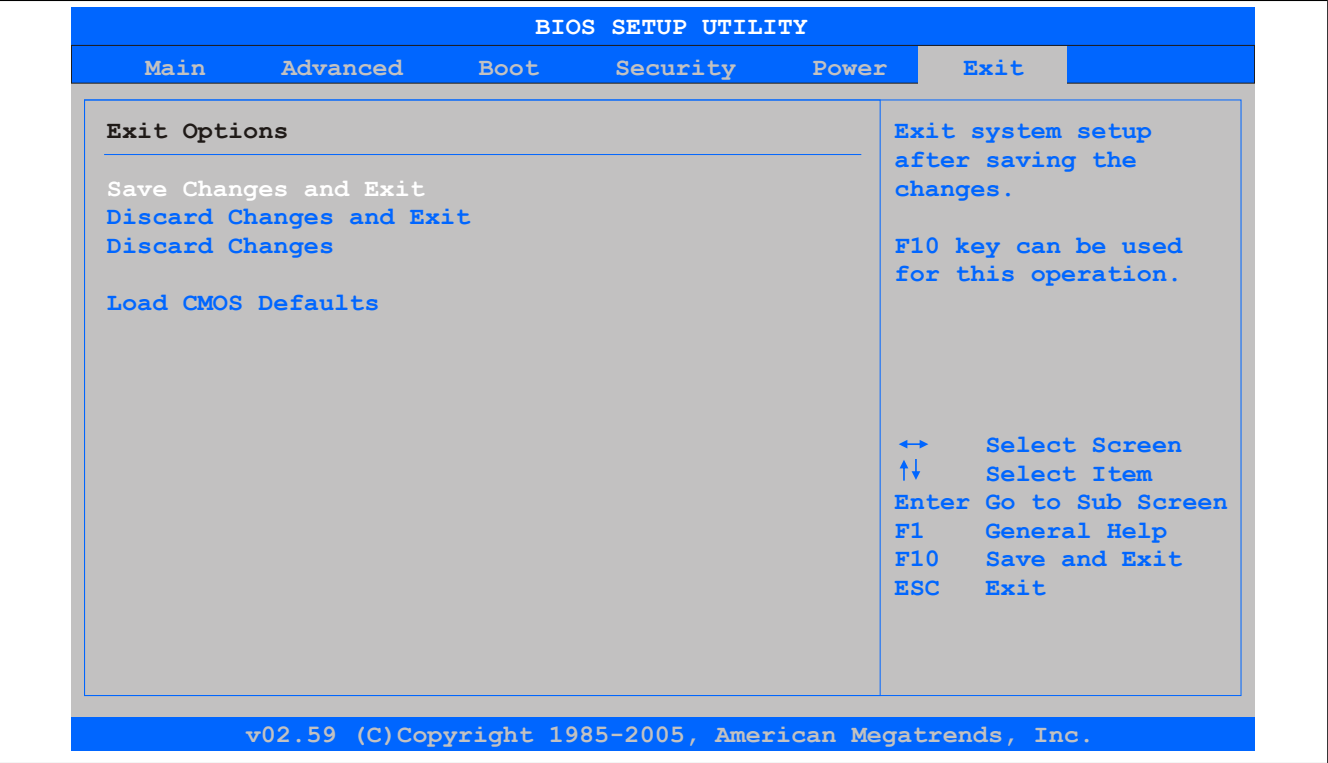 BIOS SETUP UTILITY
Main Advanced Boot Security Power Exit
Exit Options
Save Changes and Exit
Discard Changes and Exit
Discard Changes
Load CMOS Defaults
Exit system setup
after saving the
changes.
F10 key can be used
for this operation.
↔ Select Screen
↑↓ Select Item
Enter Go to Sub Screen
F1 General Help
F10 Save and Exit
ESC Exit
v02.59 (C)Copyright 1985-2005, American Megatrends, Inc.